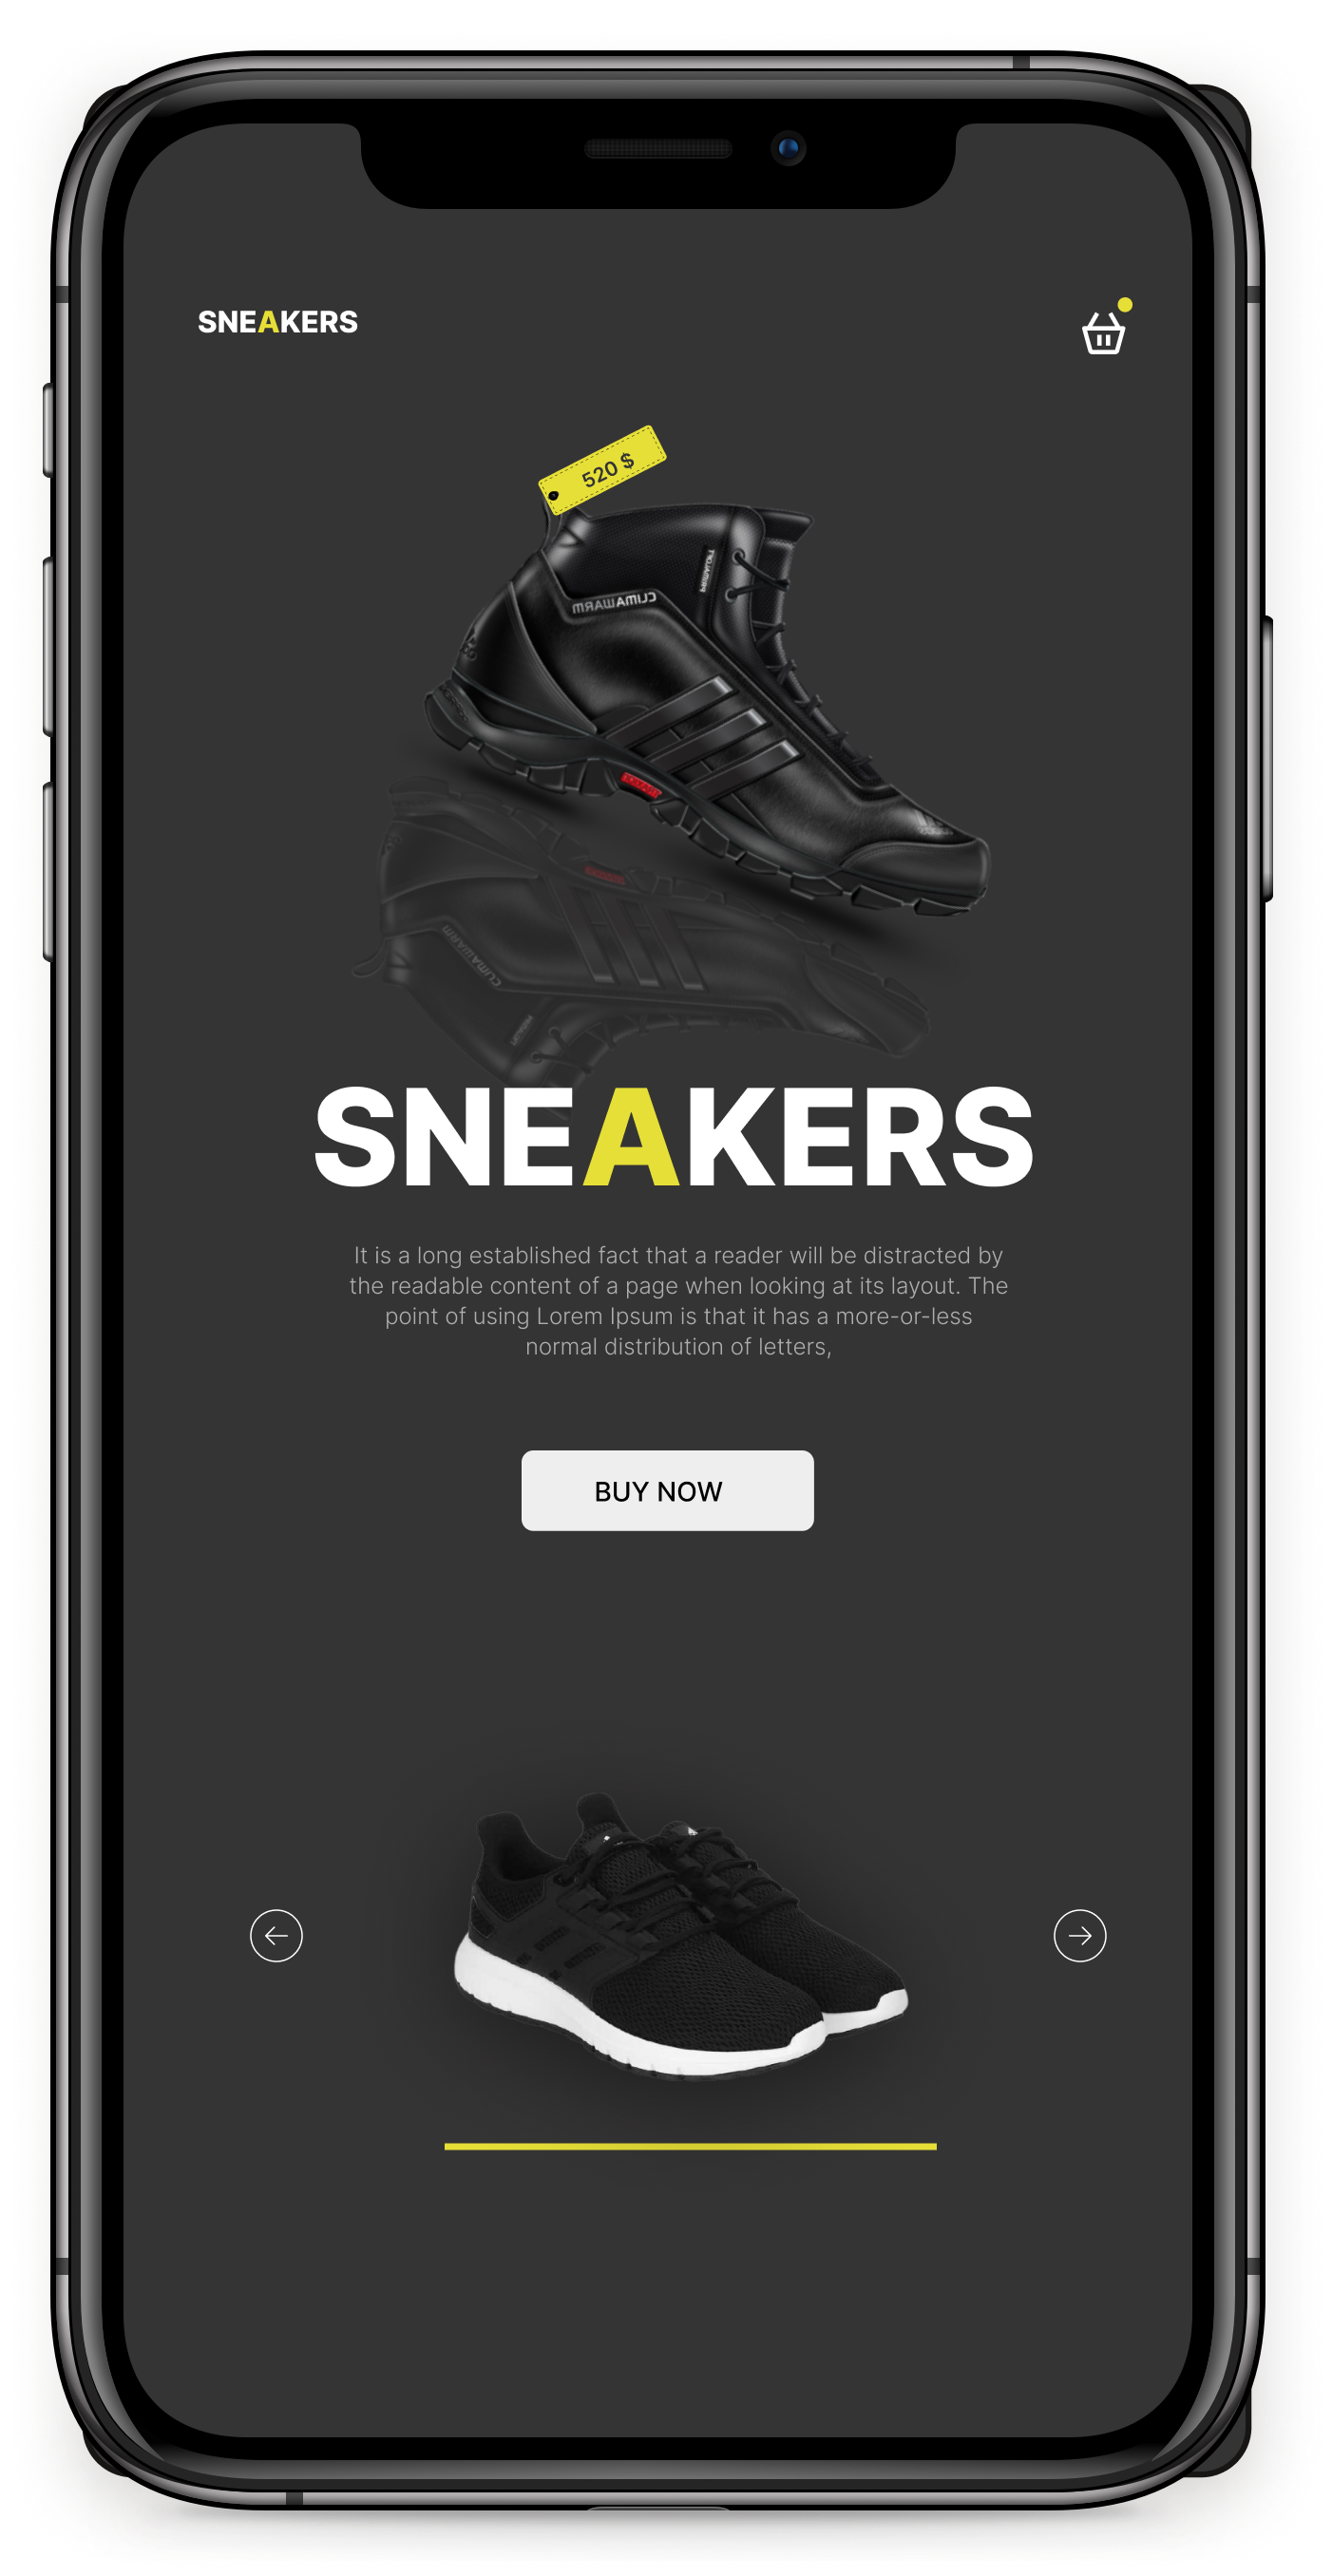 SNEAKERS
520 $
CLIMAWARM
CLIMAWARM
SNEAKERS
It is a long established fact that a reader will be distracted by
the readable content of a page when looking at its layout. The
point of using Lorem Ipsum is that it has a more-or-less
normal distribution of letters,
BUY NOW